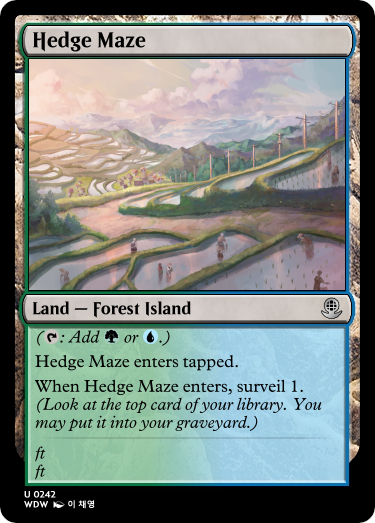 Hedge Maze
Land — Forest Island
(: Add or .)
Hedge Maze enters tapped.
When Hedge Maze enters, surveil 1.
(Look at the top card of your library. You
may put it into your graveyard.)
ft
ft
U 0242
WDW 이 채영